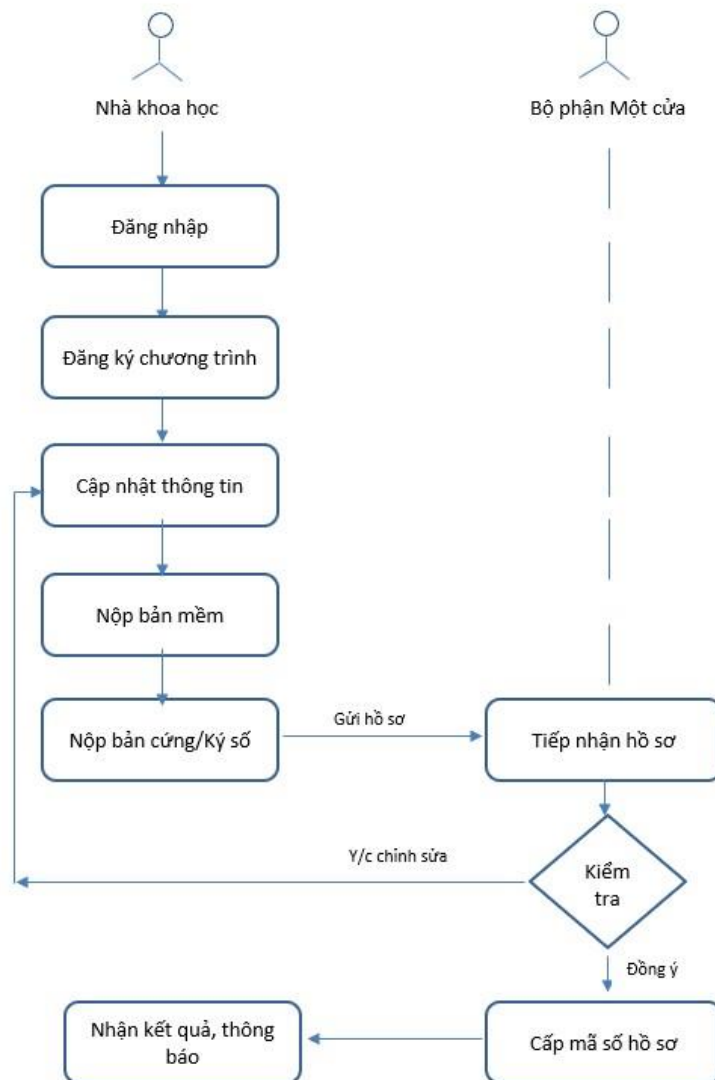 Nhà khoa học
Bộ phận Một cửa
Đăng nhập
Đăng ký chương trình
Cập nhật thông tin
Nộp bản mềm
Nộp bản cứng/Ký số
Gửi hồ sơ
Tiếp nhận hồ sơ
Y/c chỉnh sửa
Kiểm
tra
Đồng ý
Nhận kết quả, thông
báo
Cấp mã số hồ sơ